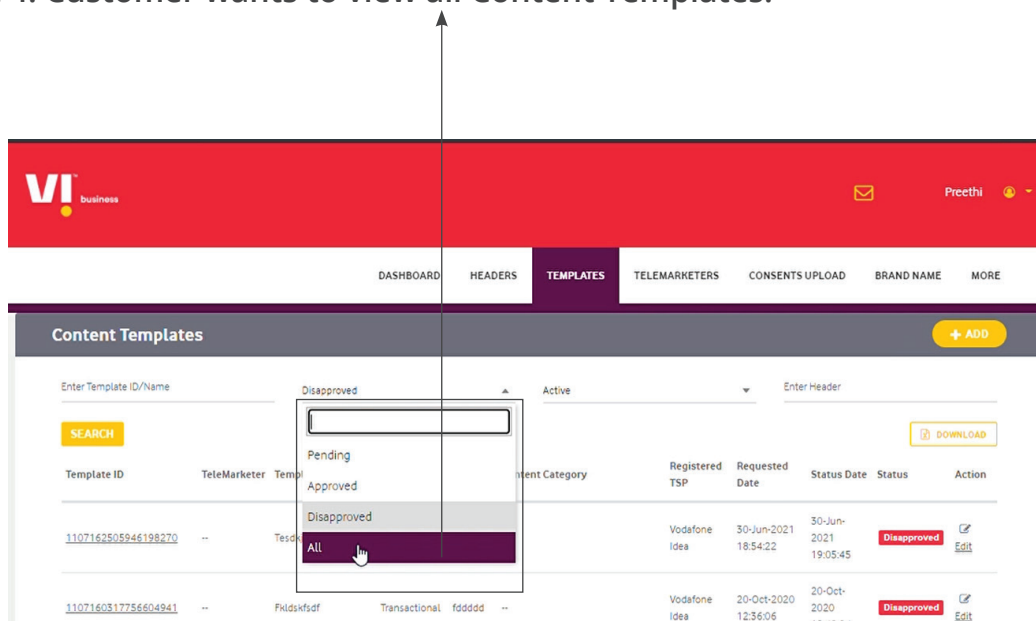 1. Customer wants to view all Content Templates.
VI business
Preethi
DASHBOARD HEADERS TEMPLATES TELEMARKETERS CONSENTS UPLOAD BRAND NAME MORE
Content Templates
+ ADD
Enter Template ID/Name
Disapproved
Active
Enter Header
SEARCH
DOWNLOAD
Pending
Approved
Disapproved
All
Template ID TeleMarketer Category Registered TSP Requested Date Status Date Status Action
1107162505946198270 -- Vodafone Idea 30-Jun-2021 18:54:22 30-Jun-2021 19:05:45 Disapproved Edit
1107160317756604941 -- Fkldskfsdf Transactional fddddd -- Vodafone Idea 20-Oct-2020 12:36:06 20-Oct-2020 Disapproved Edit